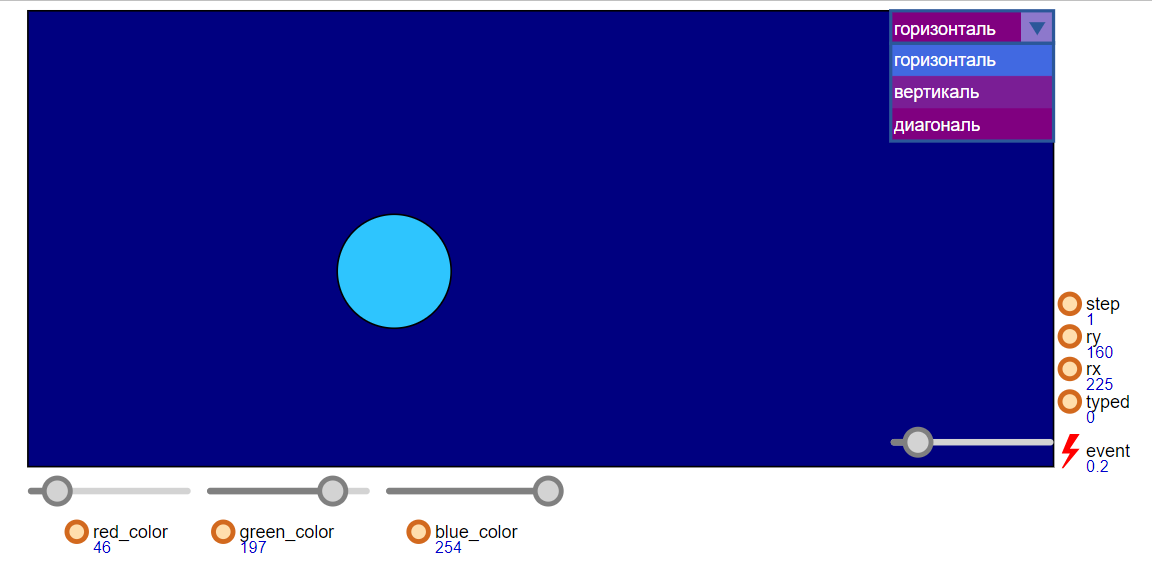 горизонталь
горизонталь
вертикаль
диагональ
step
1
ry
160
rx
225
typed
0
event
0.2
red_color
46
green_color
197
blue_color
254